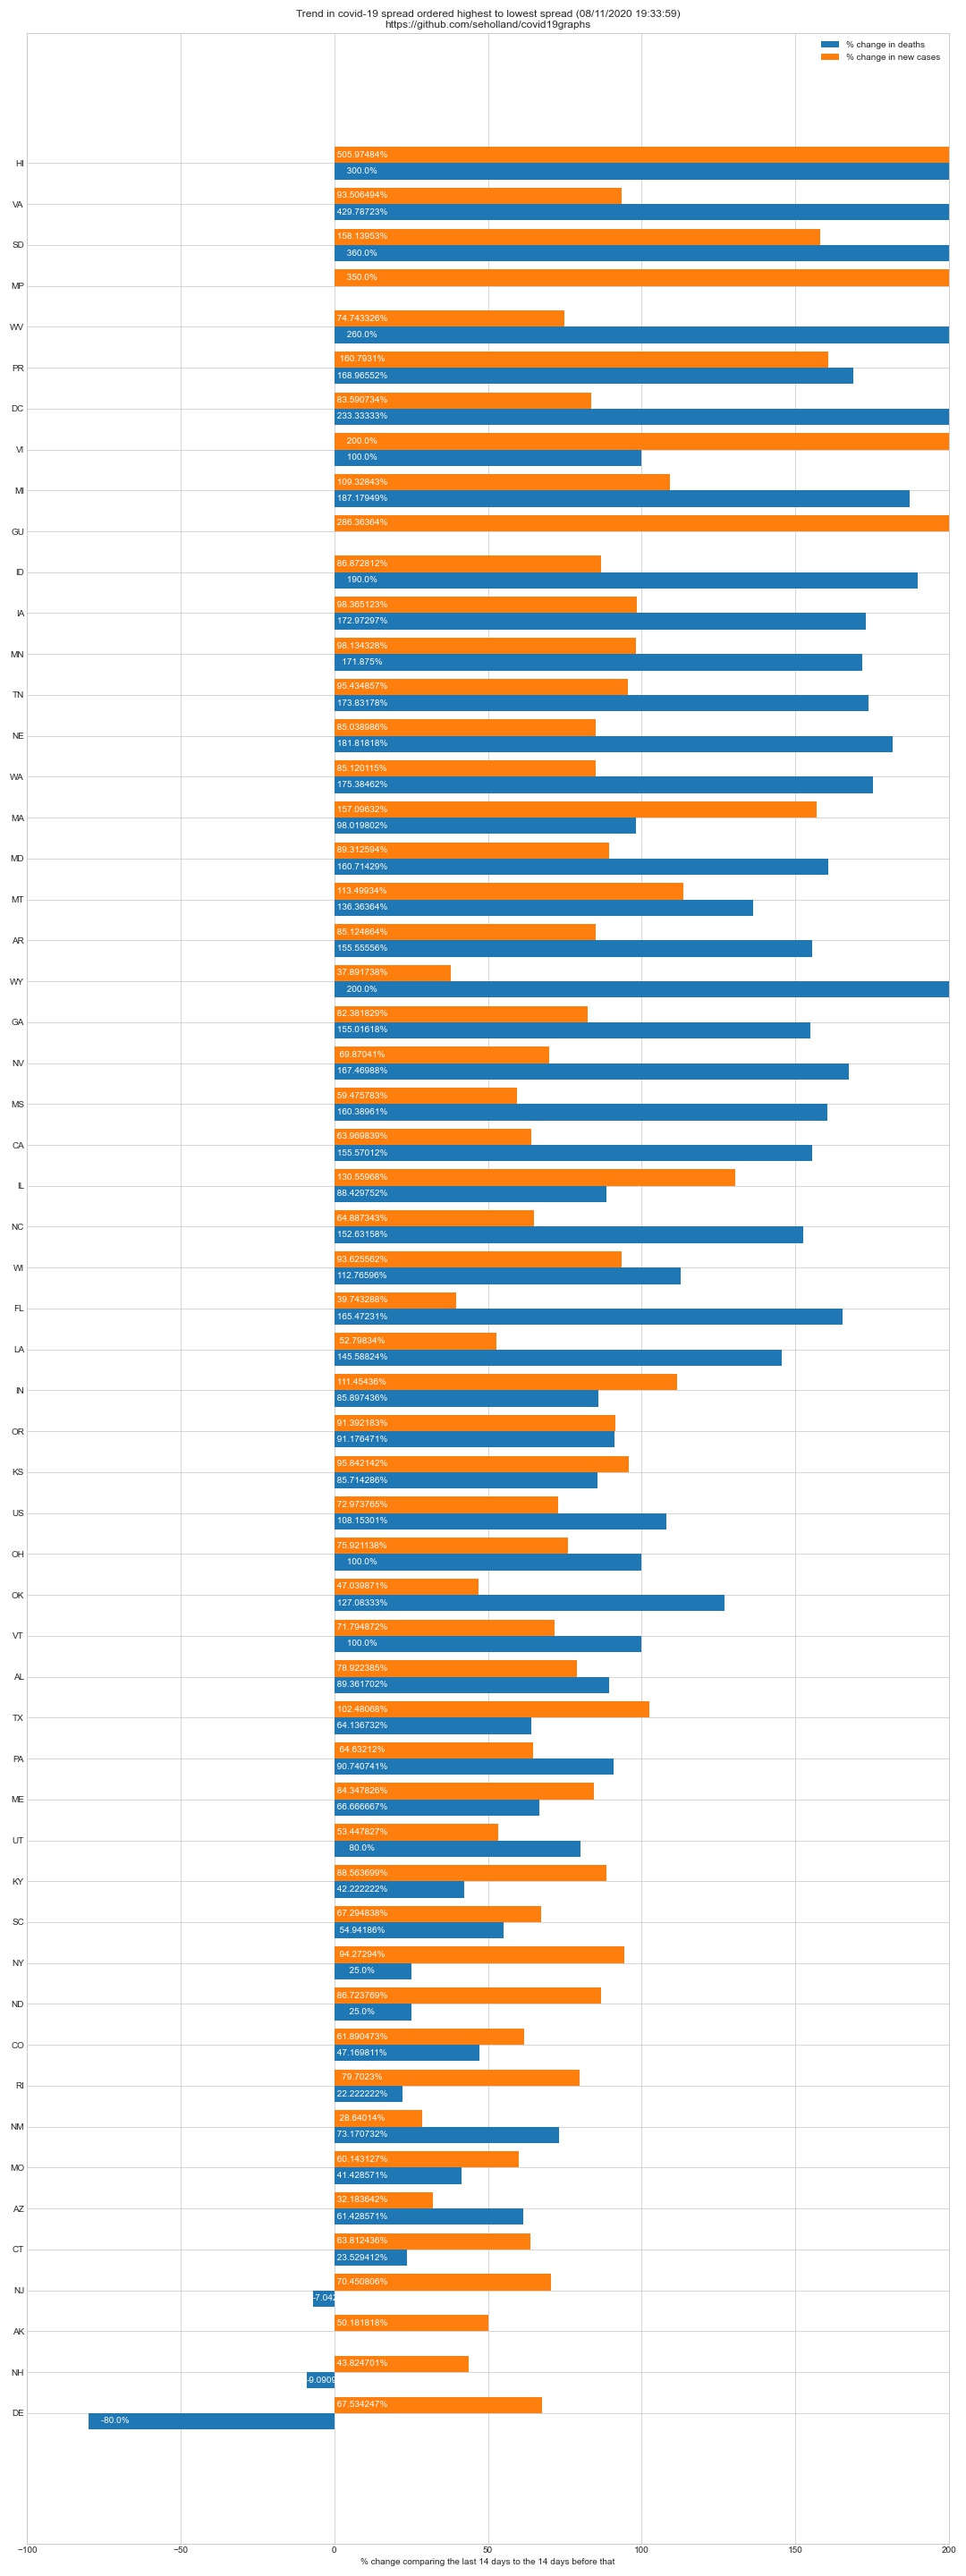 Trend in covid-19 spread ordered highest to lowest spread (08/11/2020 19:33:59)
https://github.com/seholland/covid19graphs
% change in deaths
% change in new cases
505.97484%
HI
300.0%
93.506494%
VA
429.78723%
158.13953%
SD
360.0%
350.0%
MP
74.743326%
WV
260.0%
160.7931%
PR
168.96552%
83.590734%
DC
233.33333%
200.0%
VI
100.0%
109.32843%
MI
187.17949%
286.36364%
GU
86.872812%
ID
190.0%
98.365123%
IA
172.97297%
98.134328%
MN
171.875%
95.434857%
TN
173.83178%
85.038986%
NE
181.81818%
85.120115%
WA
175.38462%
157.09632%
MA
98.019802%
89.312594%
MD
160.71429%
113.49934%
MT
136.36364%
85.124864%
AR
155.55556%
37.891738%
WY
200.0%
82.381829%
GA
155.01618%
69.87041%
NV
167.46988%
59.475783%
MS
160.38961%
63.969839%
CA
155.57012%
130.55968%
IL
88.429752%
64.887343%
NC
152.63158%
93.625562%
WI
112.76596%
39.743288%
FL
165.47231%
52.79834%
LA
145.58824%
111.45436%
IN
85.897436%
91.392183%
OR
91.176471%
95.842142%
KS
85.714286%
72.973765%
US
108.15301%
75.921138%
OH
100.0%
47.039871%
OK
127.08333%
71.794872%
VT
100.0%
78.922385%
AL
89.361702%
102.48068%
TX
64.136732%
64.63212%
PA
90.740741%
84.347826%
ME
66.666667%
53.447827%
UT
80.0%
88.563699%
KY
42.222222%
67.294838%
SC
54.94186%
94.27294%
NY
25.0%
86.723769%
ND
25.0%
61.890473%
CO
47.169811%
79.7023%
RI
22.222222%
28.64014%
NM
73.170732%
60.143127%
MO
41.428571%
32.183642%
AZ
61.428571%
63.812436%
CT
23.529412%
70.450806%
NJ
-7.042
50.181818%
AK
43.824701%
NH
-9.0909
67.534247%
DE
-80.0%
−100 −50 0 50 100 150 200
% change comparing the last 14 days to the 14 days before that